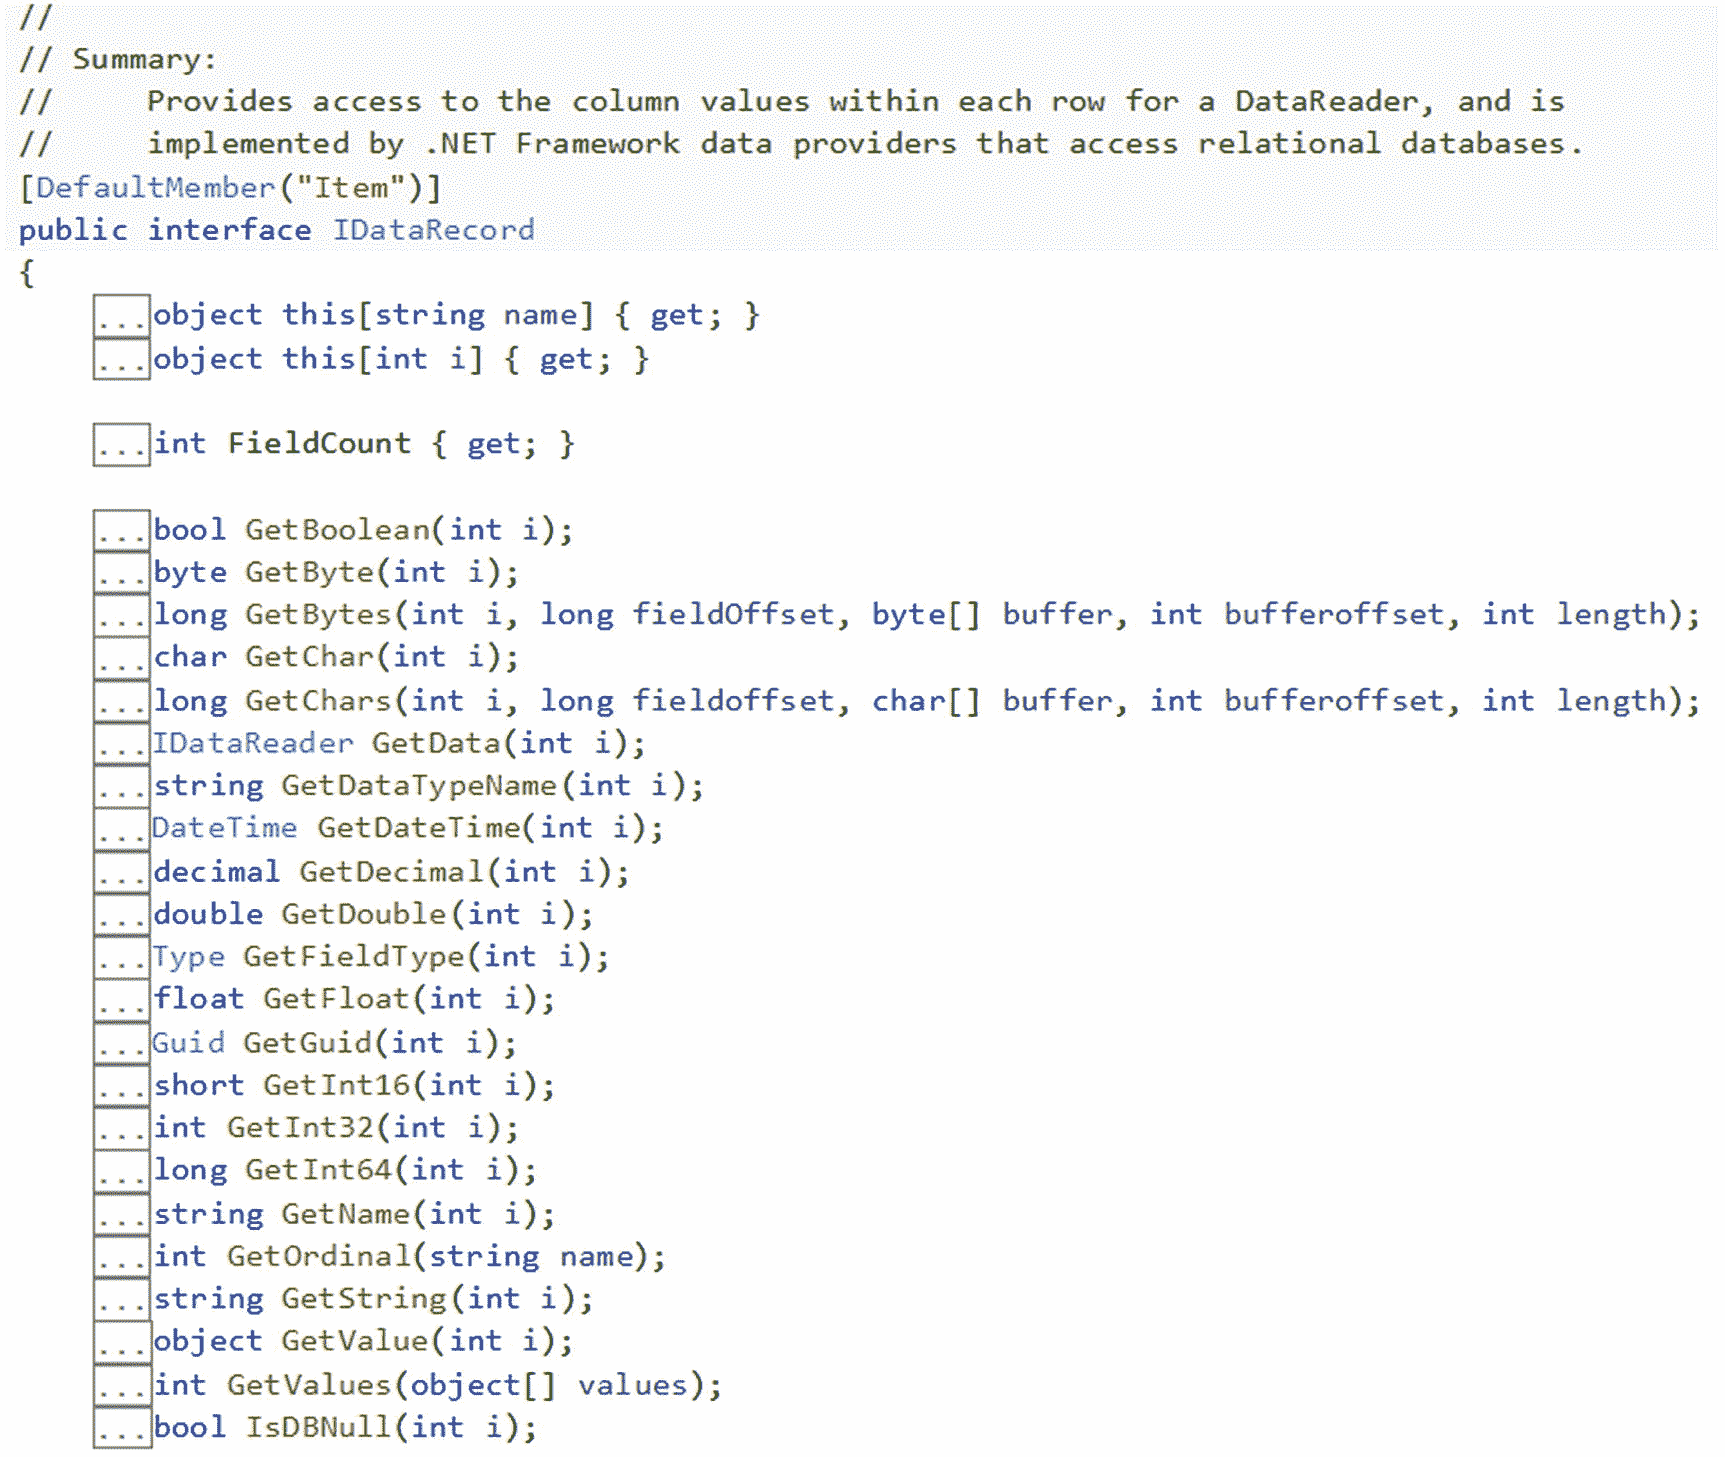 //
// Summary:
//     Provides access to the column values within each row for a DataReader, and is
//     implemented by .NET Framework data providers that access relational databases.
[DefaultMember("Item")]
public interface IDataRecord
{
    ...object this[string name] { get; }
    ...object this[int i] { get; }
    ...int FieldCount { get; }
    ...bool GetBoolean(int i);
    ...byte GetByte(int i);
    ...long GetBytes(int i, long fieldOffset, byte[] buffer, int bufferoffset, int length);
    ...char GetChar(int i);
    ...long GetChars(int i, long fieldoffset, char[] buffer, int bufferoffset, int length);
    ...IDataReader GetData(int i);
    ...string GetDataTypeName(int i);
    ...DateTime GetDateTime(int i);
    ...decimal GetDecimal(int i);
    ...double GetDouble(int i);
    ...Type GetFieldType(int i);
    ...float GetFloat(int i);
    ...Guid GetGuid(int i);
    ...short GetInt16(int i);
    ...int GetInt32(int i);
    ...long GetInt64(int i);
    ...string GetName(int i);
    ...int GetOrdinal(string name);
    ...string GetString(int i);
    ...object GetValue(int i);
    ...int GetValues(object[] values);
    ...bool IsDBNull(int i);